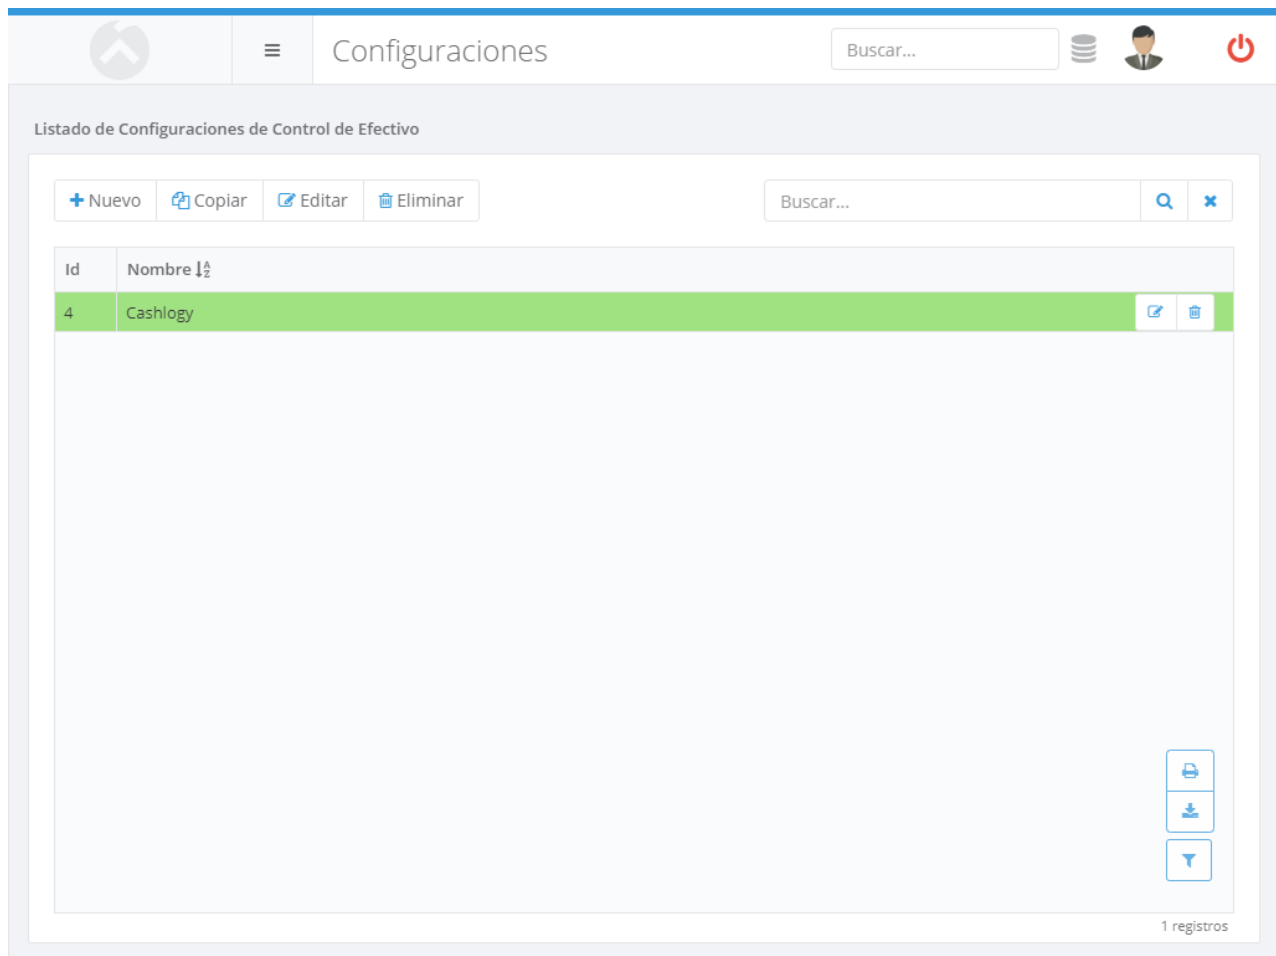 Configuraciones
Buscar...
Listado de Configuraciones de Control de Efectivo
Nuevo Copiar Editar Eliminar
Buscar...
Id Nombre
4 Cashlogy
1 registros